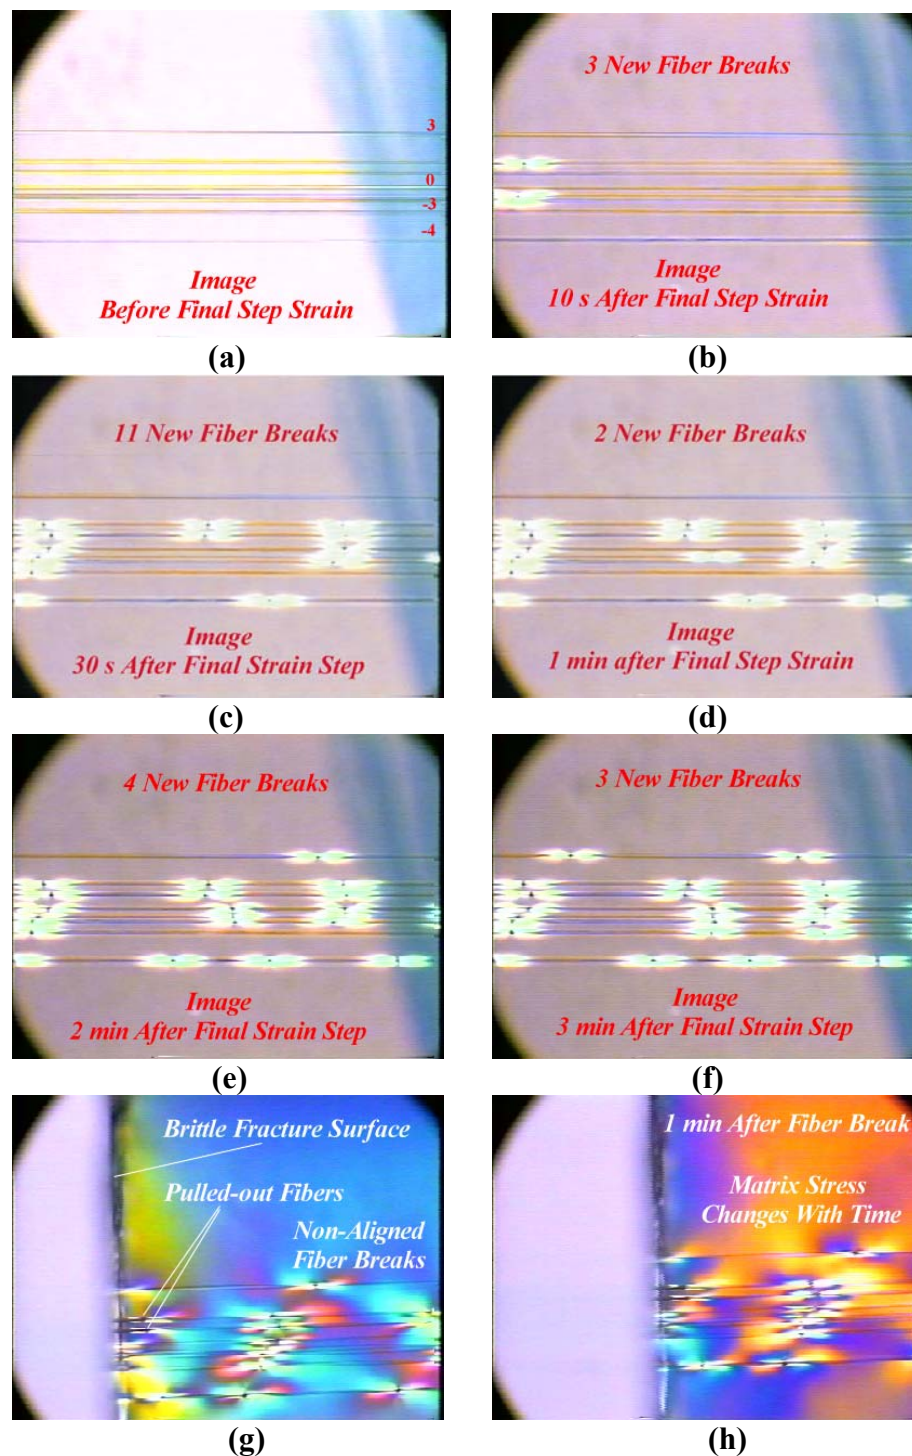 3
0
-3
-4
Image
Before Final Step Strain
(a)
3 New Fiber Breaks
Image
10 s After Final Step Strain
(b)
11 New Fiber Breaks
Image
30 s After Final Strain Step
(c)
2 New Fiber Breaks
Image
1 min after Final Step Strain
(d)
4 New Fiber Breaks
Image
2 min After Final Strain Step
(e)
3 New Fiber Breaks
Image
3 min After Final Strain Step
(f)
Brittle Fracture Surface
Pulled-out Fibers
Non-Aligned
Fiber Breaks
(g)
1 min After Fiber Break
Matrix Stress
Changes With Time
(h)